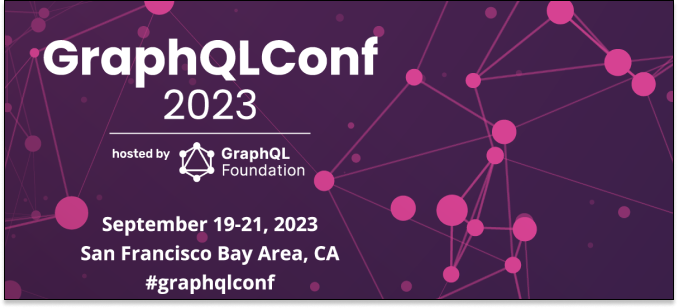 GraphQLConf
2023
hosted by GraphQL
Foundation
September 19-21, 2023
San Francisco Bay Area, CA
#graphqlconf